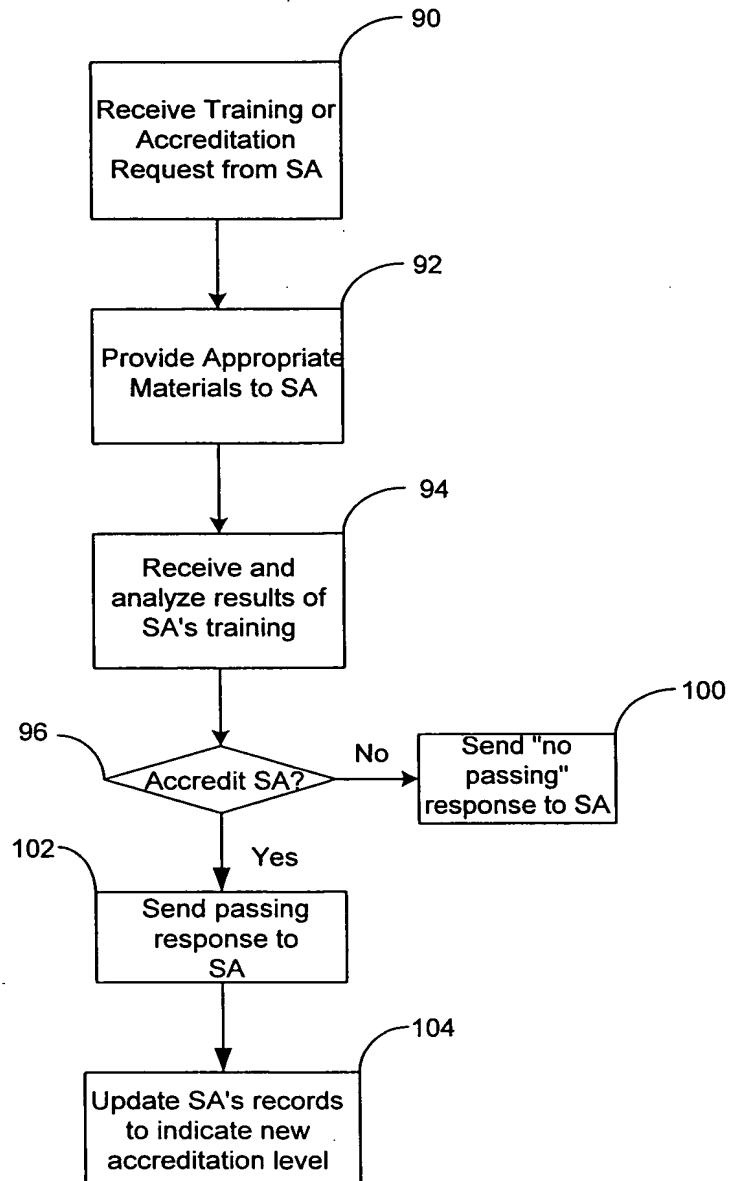 90
Receive Training or
Accreditation
Request from SA
92
Provide Appropriate
Materials to SA
94
Receive and
analyze results of
SA's training
96
Accredit SA?
No
100
Send "no
passing"
response to SA
Yes
102
Send passing
response to
SA
104
Update SA's records
to indicate new
accreditation level